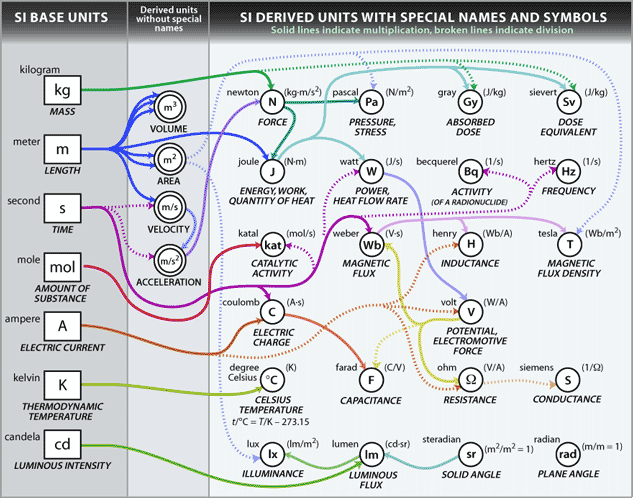 SI BASE UNITS
Derived units
without special
names
SI DERIVED UNITS WITH SPECIAL NAMES AND SYMBOLS
Solid lines indicate multiplication, broken lines indicate division
kilogram
kg
MASS
newton
N
(kg·m/s²)
FORCE
pascal
Pa
(N/m²)
PRESSURE,
STRESS
gray
Gy
(J/kg)
ABSORBED
DOSE
sievert
Sv
(J/kg)
DOSE
EQUIVALENT
m³
VOLUME
meter
m
LENGTH
m²
AREA
joule
J
(N·m)
ENERGY, WORK,
QUANTITY OF HEAT
watt
W
(J/s)
POWER,
HEAT FLOW RATE
becquerel
Bq
(1/s)
ACTIVITY
(OF A RADIONUCLIDE)
hertz
Hz
(1/s)
FREQUENCY
second
s
TIME
m/s
VELOCITY
m/s²
ACCELERATION
katal
kat
(mol/s)
CATALYTIC
ACTIVITY
weber
Wb
(V·s)
MAGNETIC
FLUX
henry
H
(Wb/A)
INDUCTANCE
tesla
T
(Wb/m²)
MAGNETIC
FLUX DENSITY
mole
mol
AMOUNT OF
SUBSTANCE
coulomb
C
(A·s)
ELECTRIC
CHARGE
volt
V
(W/A)
POTENTIAL,
ELECTROMOTIVE
FORCE
ampere
A
ELECTRIC CURRENT
kelvin
K
THERMODYNAMIC
TEMPERATURE
degree
Celsius
°C
(K)
CELSIUS
TEMPERATURE
t/°C = T/K – 273.15
farad
F
(C/V)
CAPACITANCE
ohm
Ω
(V/A)
RESISTANCE
siemens
S
(1/Ω)
CONDUCTANCE
candela
cd
LUMINOUS INTENSITY
lux
lx
(lm/m²)
ILLUMINANCE
lumen
lm
(cd·sr)
LUMINOUS
FLUX
steradian
sr
(m²/m² = 1)
SOLID ANGLE
radian
rad
(m/m = 1)
PLANE ANGLE